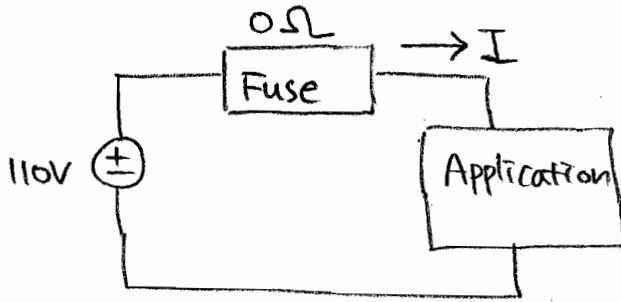 0Ω
→ I
Fuse
110V
±
Application